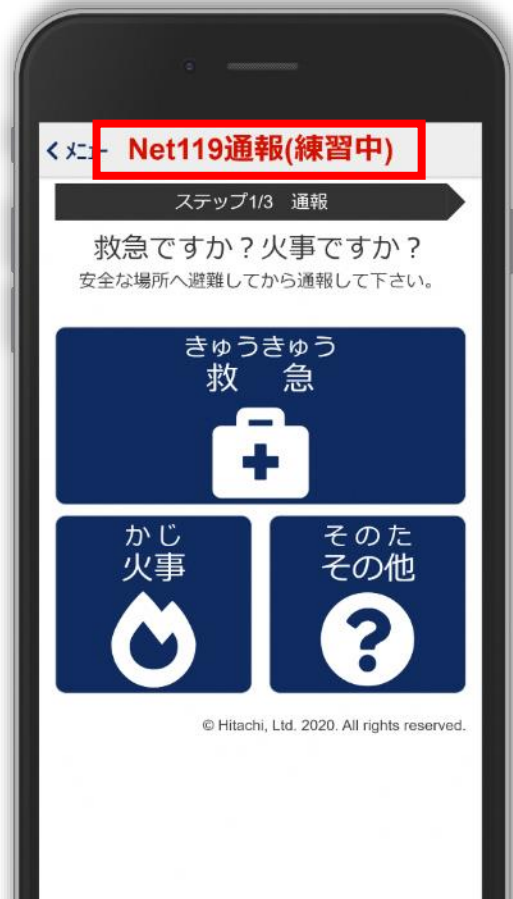 < メニュー Net119通報(練習中)
ステップ1/3 通報
救急ですか？火事ですか？
安全な場所へ避難してから通報して下さい。
きゅうきゅう
救 急
かじ
火事
そのた
その他
© Hitachi, Ltd. 2020. All rights reserved.